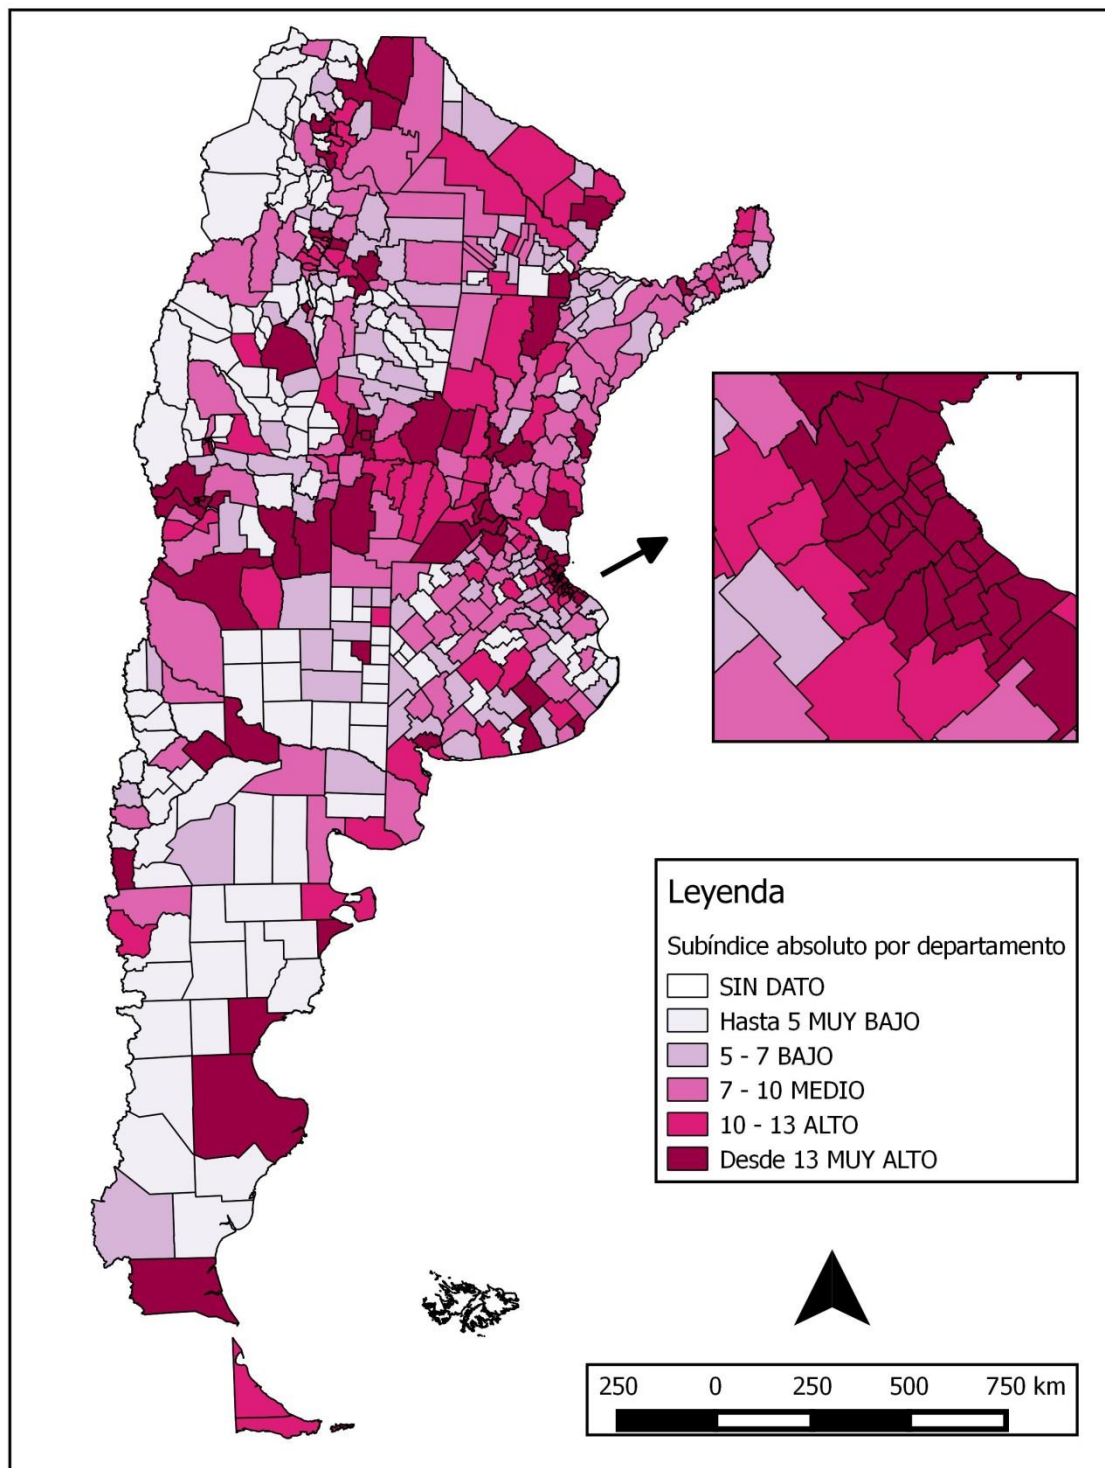 Leyenda
Subíndice absoluto por departamento
SIN DATO
Hasta 5 MUY BAJO
5 - 7 BAJO
7 - 10 MEDIO
10 - 13 ALTO
Desde 13 MUY ALTO
250 0 250 500 750 km